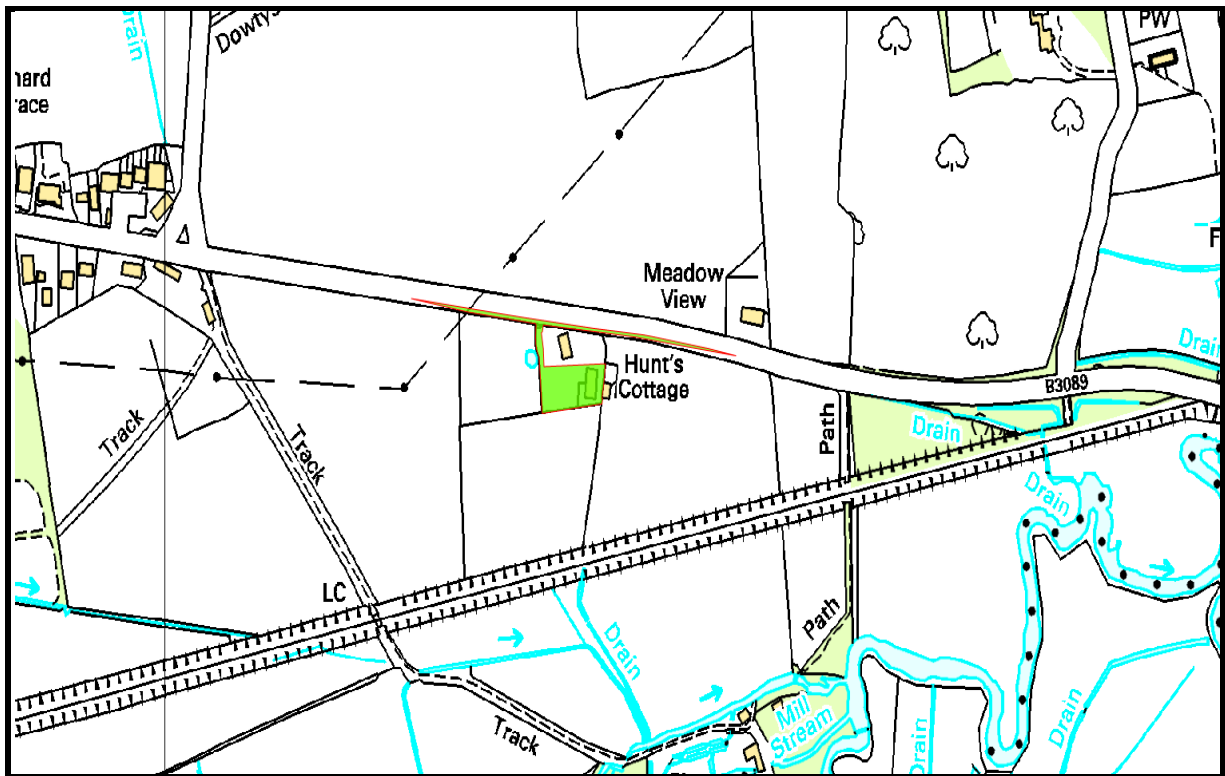 Drain
Dowtys
PW
hard
race
Meadow
View
Hunt's
Cottage
B3089
Drain
Drain
Path
Track
Track
Drain
LC
Path
Drain
Mill
Stream
Track
Drain
Drain